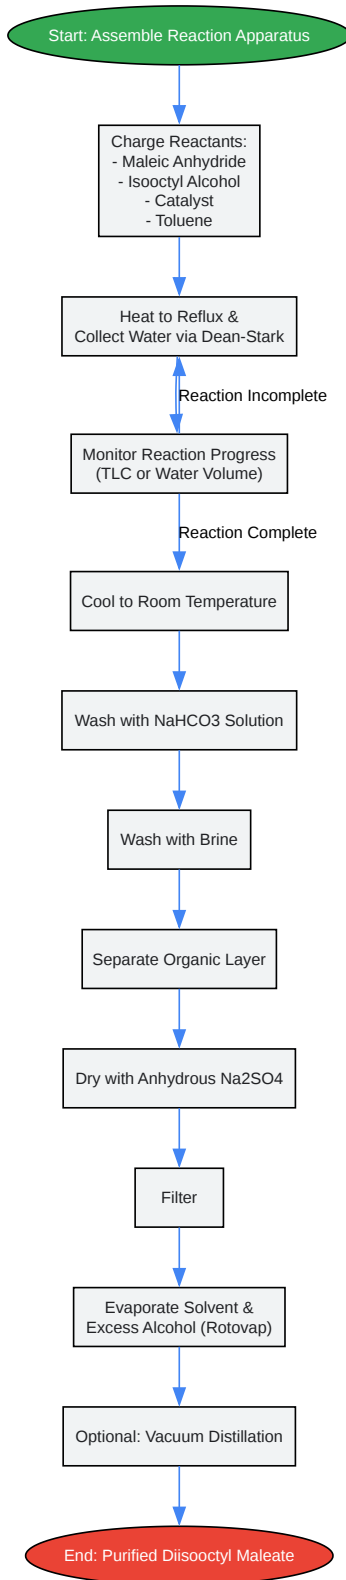 Start: Assemble Reaction Apparatus
Charge Reactants:
- Maleic Anhydride
- Isooctyl Alcohol
- Catalyst
- Toluene
Heat to Reflux &
Collect Water via Dean-Stark
Reaction Incomplete
Monitor Reaction Progress
(TLC or Water Volume)
Reaction Complete
Cool to Room Temperature
Wash with NaHCO3 Solution
Wash with Brine
Separate Organic Layer
Dry with Anhydrous Na2SO4
Filter
Evaporate Solvent &
Excess Alcohol (Rotovap)
Optional: Vacuum Distillation
End: Purified Diisooctyl Maleate